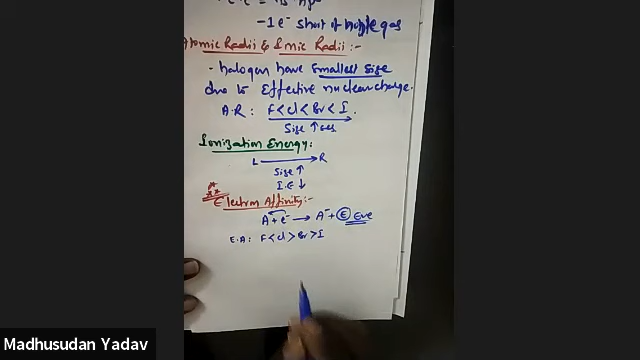 -1e⁻ short of noble gas
Atomic Radii & Ionic Radii :-
- halogen have smallest size
due to Effective nuclear charge.
A.R : F < Cl < Br < I .
Size ↑ses
Ionization Energy:
L → R
Size ↑
I.E ↓
Electron Affinity:-
A + e⁻ → A⁻ + E Eve
E.A : F < Cl > Br > I
Madhusudan Yadav